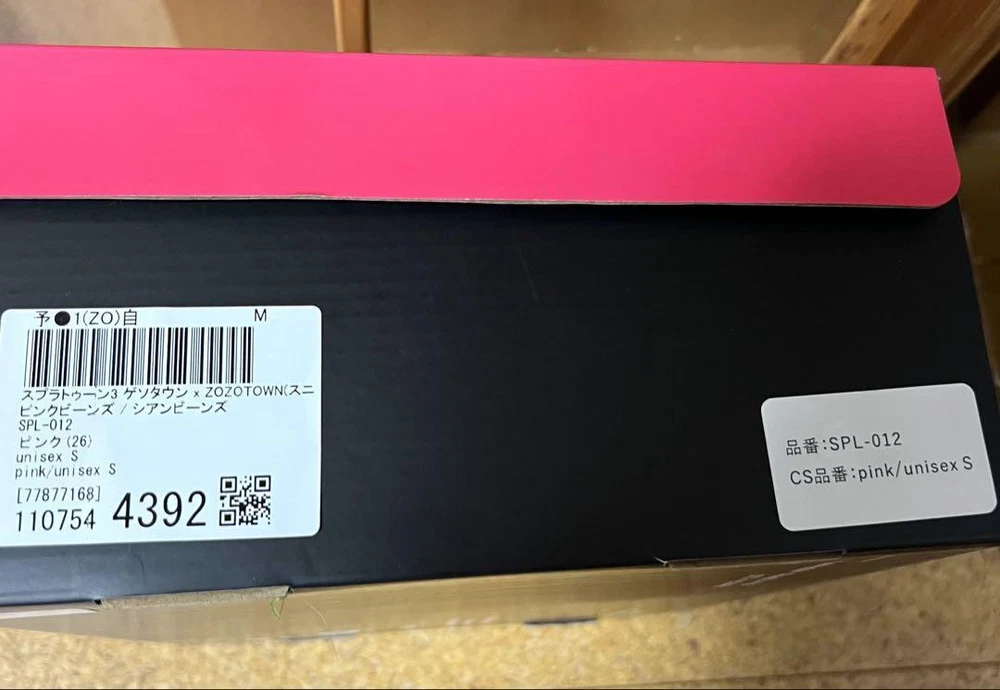 予●1(ZO)自 M
スプラトゥーン3 ゲソタウン x ZOZOTOWN(スニ
ピンクビーンズ / シアンビーンズ
SPL-012
ピンク(26)
unisex S
pink/unisex S
[77877168]
110754 4392
品番:SPL-012
CS品番:pink/unisex S